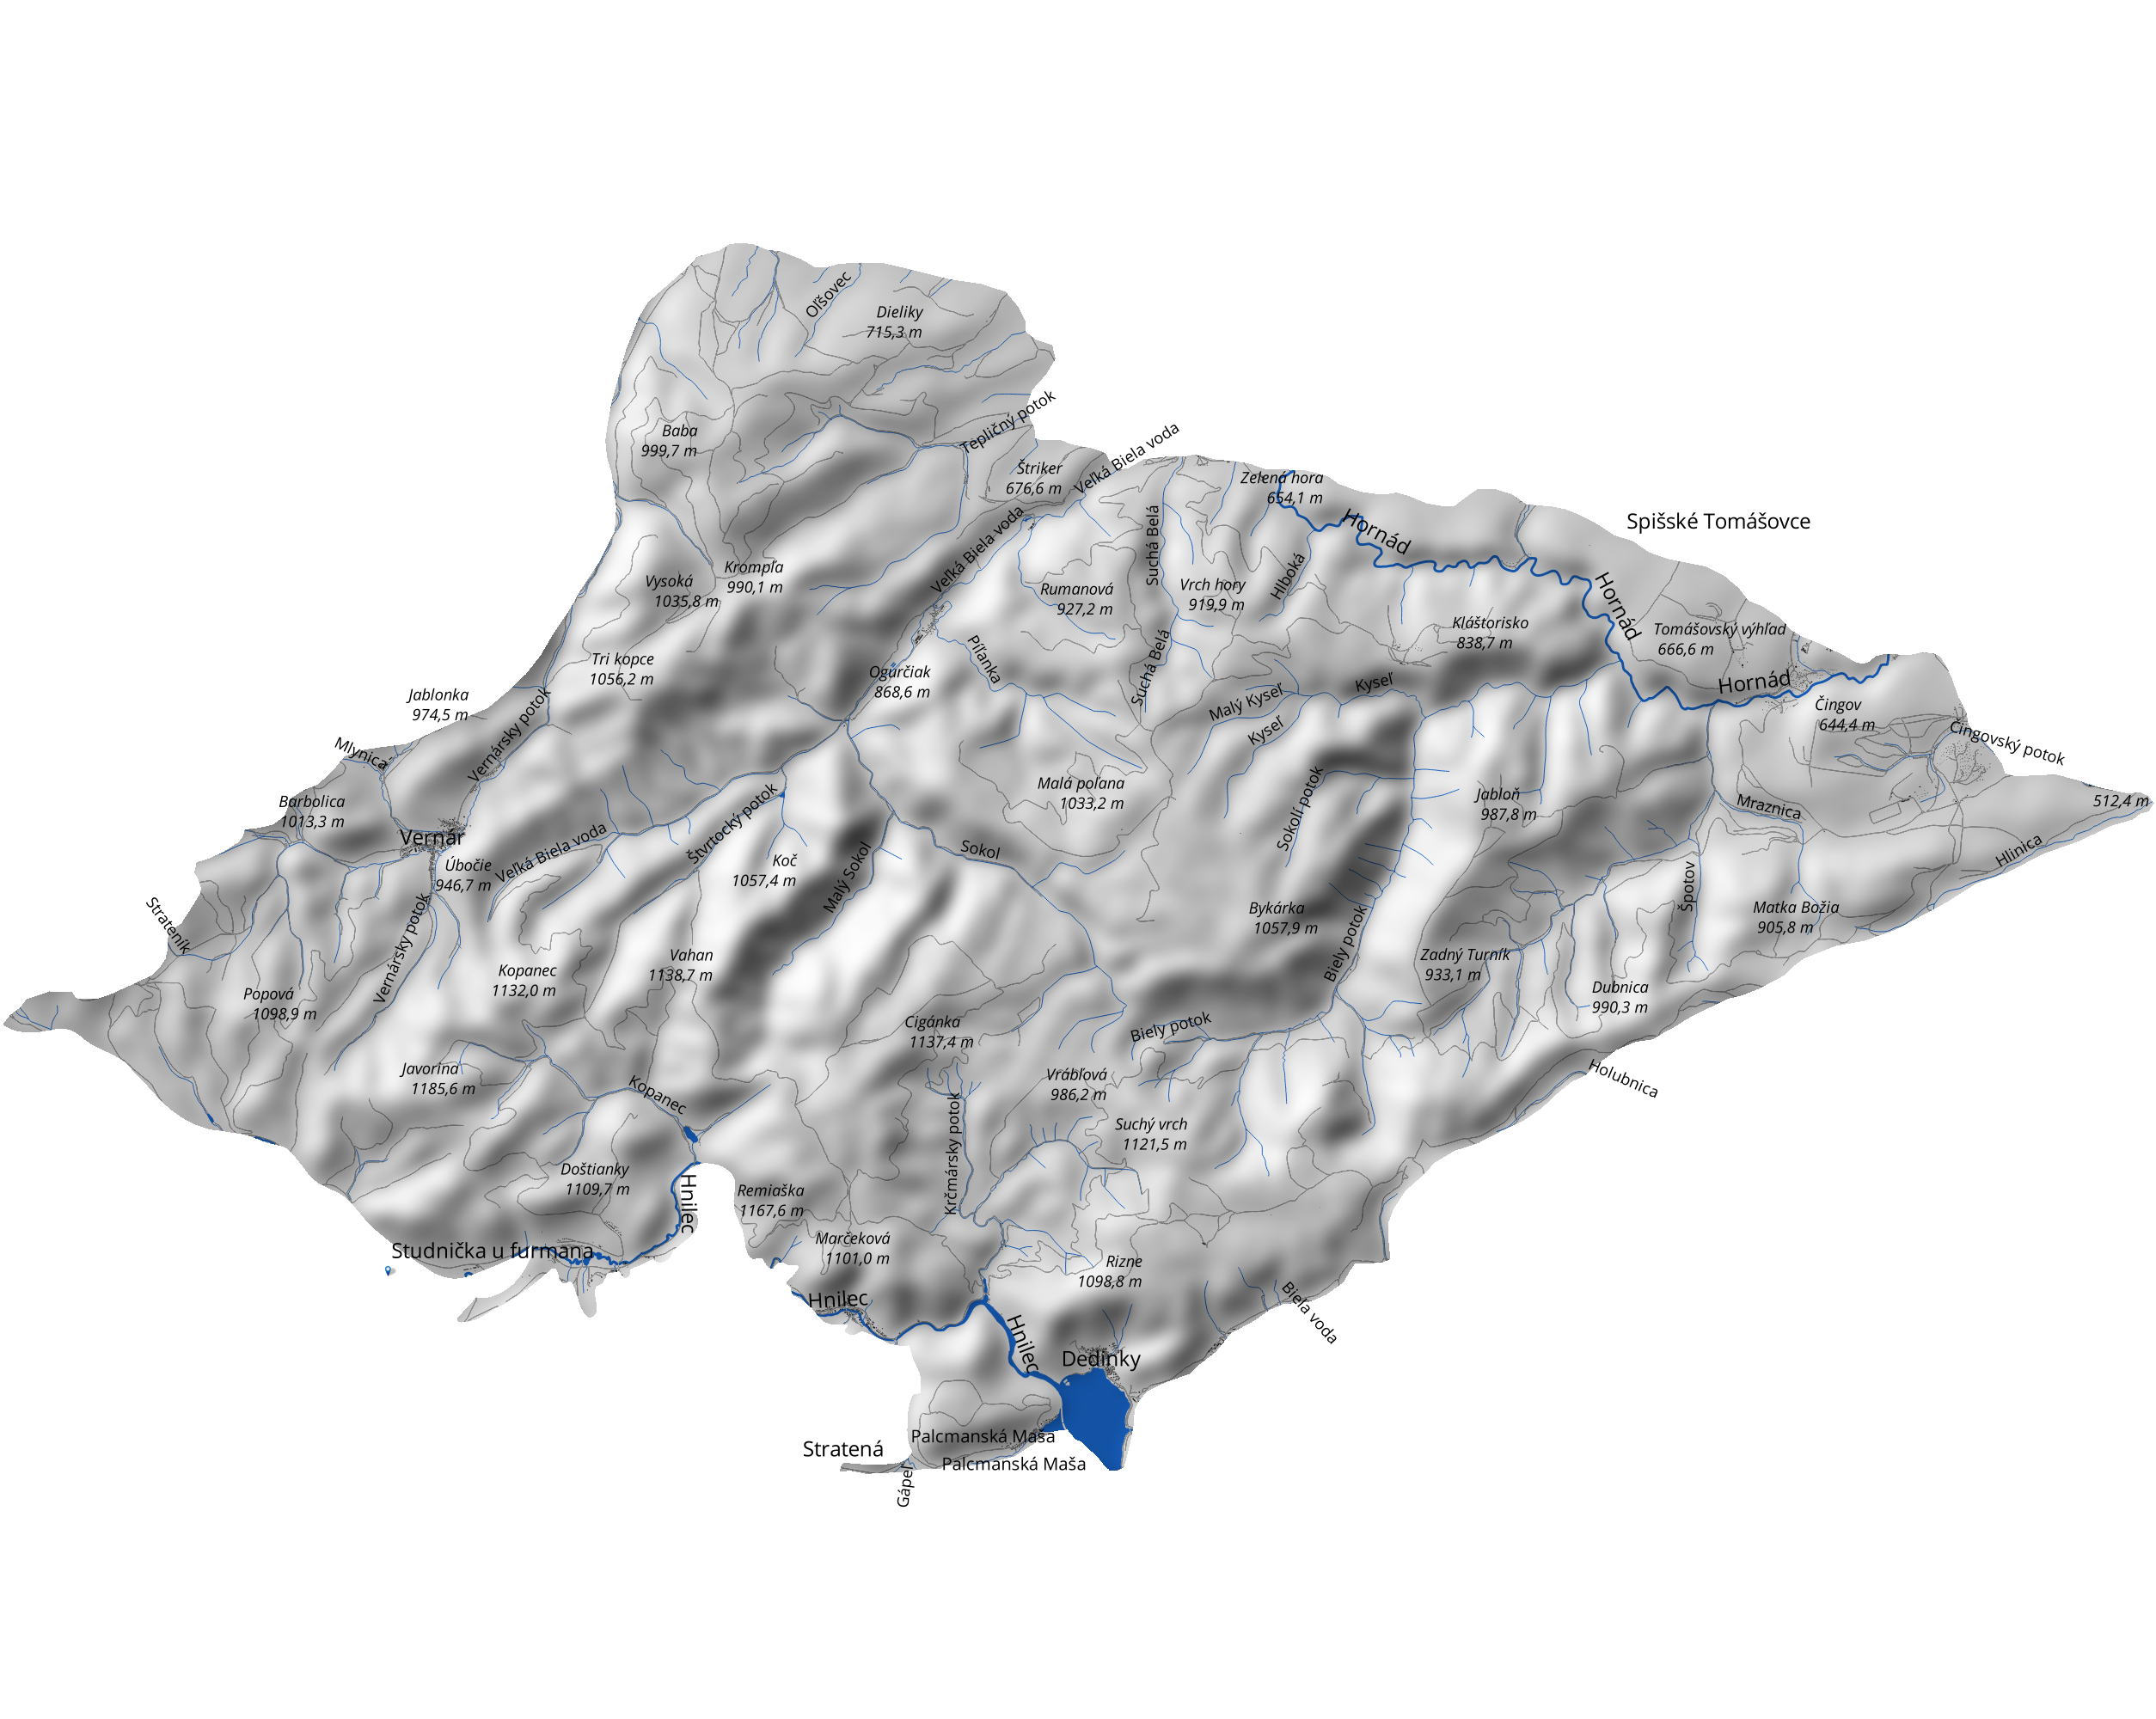 Oľšovec
Dieliky
715,3 m
Baba
999,7 m
Tepličný potok
Štriker
676,6 m
Veľká Biela voda
Zelená hora
654,1 m
Hornád
Spišské Tomášovce
Veľká Biela voda
Suchá Belá
Krompľa
990,1 m
Vysoká
1035,8 m
Rumanová
927,2 m
Vrch hory
919,9 m
Hlboká
Hornád
Kláštorisko
838,7 m
Tomášovský výhľad
666,6 m
Tri kopce
1056,2 m
Ogurčiak
868,6 m
Píľanka
Suchá Belá
Malý Kyseľ
Kyseľ
Kyseľ
Hornád
Čingov
644,4 m
Čingovský potok
Jablonka
974,5 m
Vernársky potok
Mlynica
Barbolica
1013,3 m
Vernár
Úbočie
946,7 m
Veľká Biela voda
Štvrtocký potok
Koč
1057,4 m
Malý Sokol
Sokol
Malá poľana
1033,2 m
Sokolí potok
Jabloň
987,8 m
Mraznica
512,4 m
Hlinica
Špotov
Matka Božia
905,8 m
Strateník
Vernársky potok
Popová
1098,9 m
Kopanec
1132,0 m
Vahan
1138,7 m
Bykárka
1057,9 m
Biely potok
Zadný Turník
933,1 m
Dubnica
990,3 m
Cigánka
1137,4 m
Biely potok
Javorina
1185,6 m
Kopanec
Vrábľová
986,2 m
Holubnica
Krčmársky potok
Suchý vrch
1121,5 m
Doštianky
1109,7 m
Hnilec
Remiaška
1167,6 m
Marčeková
1101,0 m
Studnička u furmana
Rizne
1098,8 m
Hnilec
Hnilec
Biela voda
Dedinky
Palcmanská Maša
Stratená
Palcmanská Maša
Gápeľ